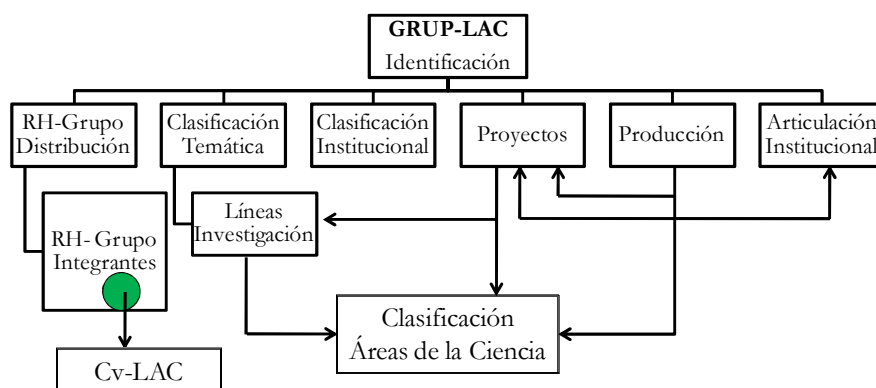 GRUP-LAC
Identificación
RH-Grupo
Distribución
Clasificación
Temática
Clasificación
Institucional
Proyectos
Producción
Articulación
Institucional
Líneas
Investigación
RH- Grupo
Integrantes
Clasificación
Áreas de la Ciencia
Cv-LAC